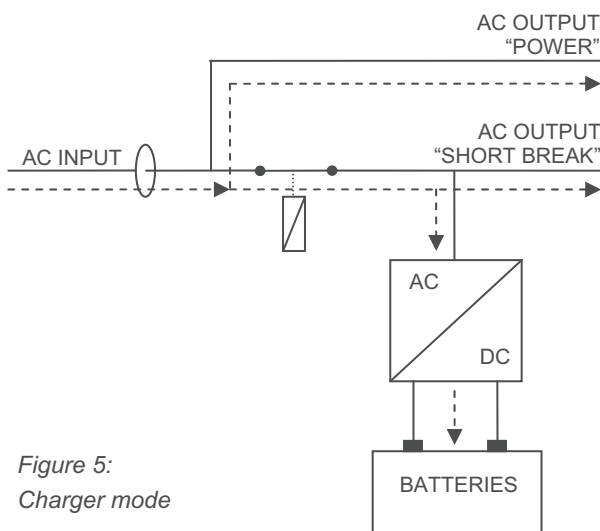 AC OUTPUT
“POWER”
AC OUTPUT
“SHORT BREAK”
AC INPUT
AC
DC
BATTERIES
Figure 5:
Charger mode